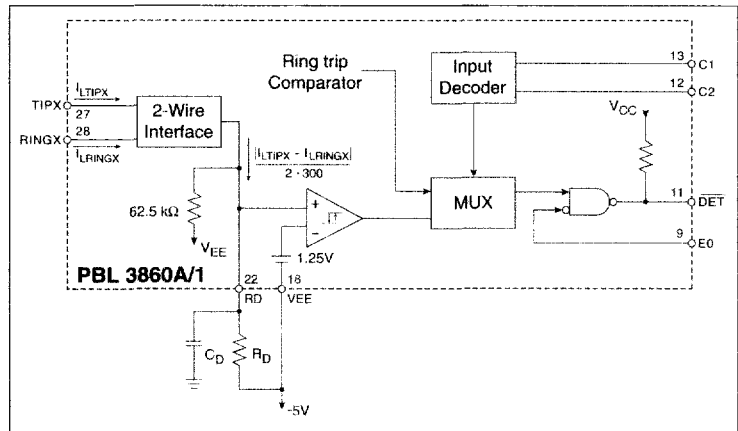 13
C1
Ring trip
Comparator
Input
Decoder
12
C2
I_LTIPX
TIPX
27
2-Wire
Interface
28
RINGX
I_LRINGX
V_CC
|I_LTIPX - I_LRINGX|
2 · 300
62.5 kΩ
+
-
MUX
11
DET
V_EE
9
E0
1.25V
PBL 3860A/1
22
18
RD
VEE
C_D
R_D
-5V